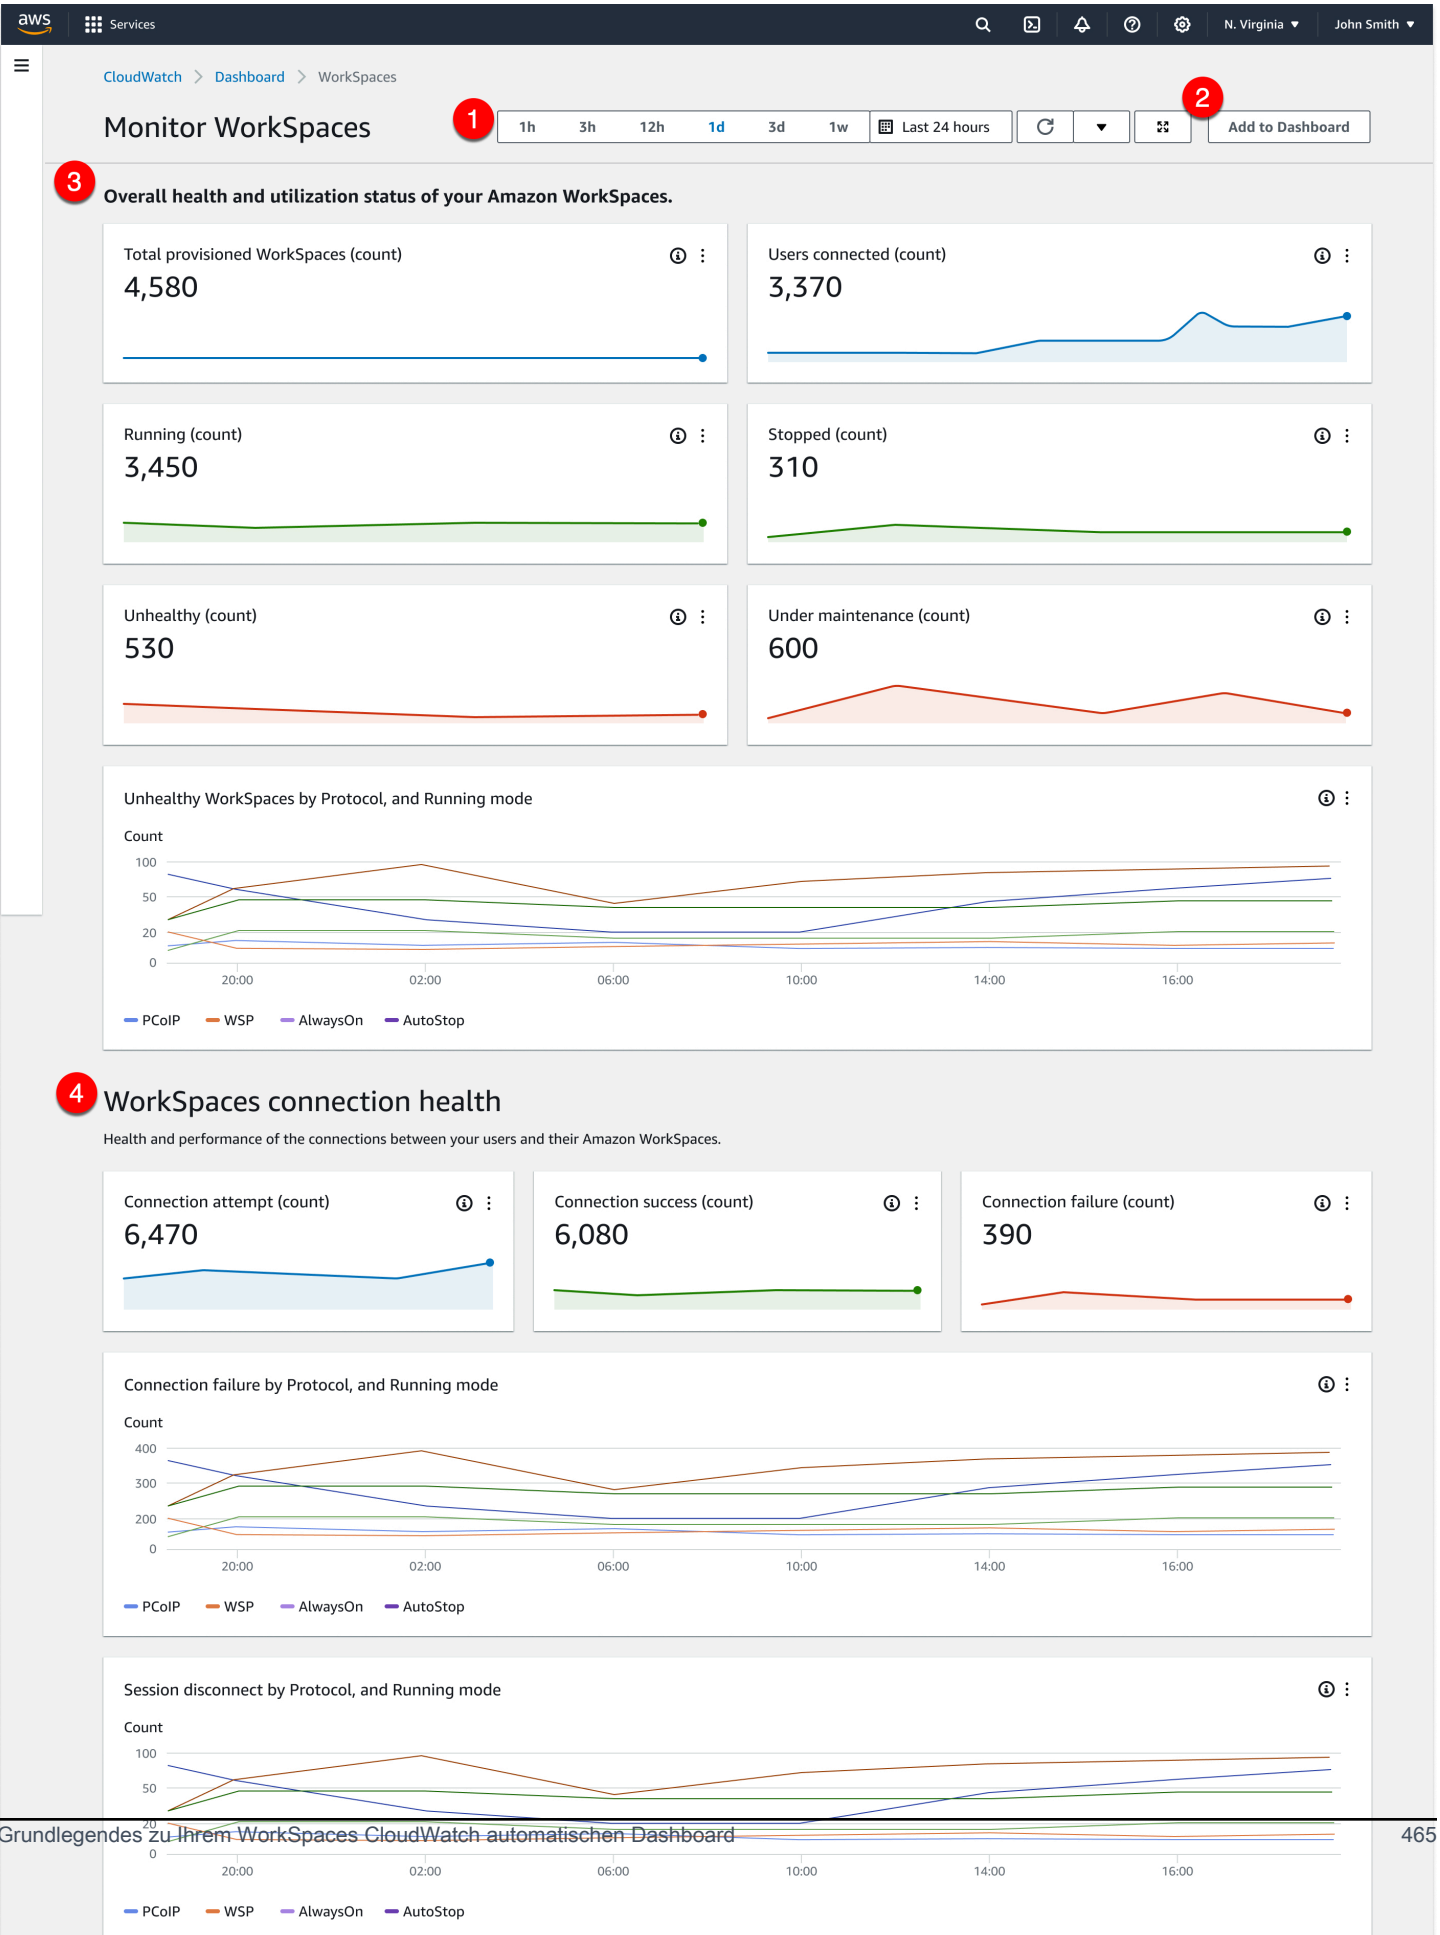 aws Services N. Virginia John Smith
CloudWatch Dashboard WorkSpaces
Monitor WorkSpaces 1 1h 3h 12h 1d 3d 1w Last 24 hours 2 Add to Dashboard
3 Overall health and utilization status of your Amazon WorkSpaces.
Total provisioned WorkSpaces (count)
4,580
Users connected (count)
3,370
Running (count)
3,450
Stopped (count)
310
Unhealthy (count)
530
Under maintenance (count)
600
Unhealthy WorkSpaces by Protocol, and Running mode
Count
100
50
20
0
20:00 02:00 06:00 10:00 14:00 16:00
PCoIP WSP AlwaysOn AutoStop
4 WorkSpaces connection health
Health and performance of the connections between your users and their Amazon WorkSpaces.
Connection attempt (count)
6,470
Connection success (count)
6,080
Connection failure (count)
390
Connection failure by Protocol, and Running mode
Count
400
300
200
0
20:00 02:00 06:00 10:00 14:00 16:00
PCoIP WSP AlwaysOn AutoStop
Session disconnect by Protocol, and Running mode
Count
100
50
20
Grundlegendes zu Ihrem WorkSpaces CloudWatch automatischen Dashboard 465
0
20:00 02:00 06:00 10:00 14:00 16:00
PCoIP WSP AlwaysOn AutoStop